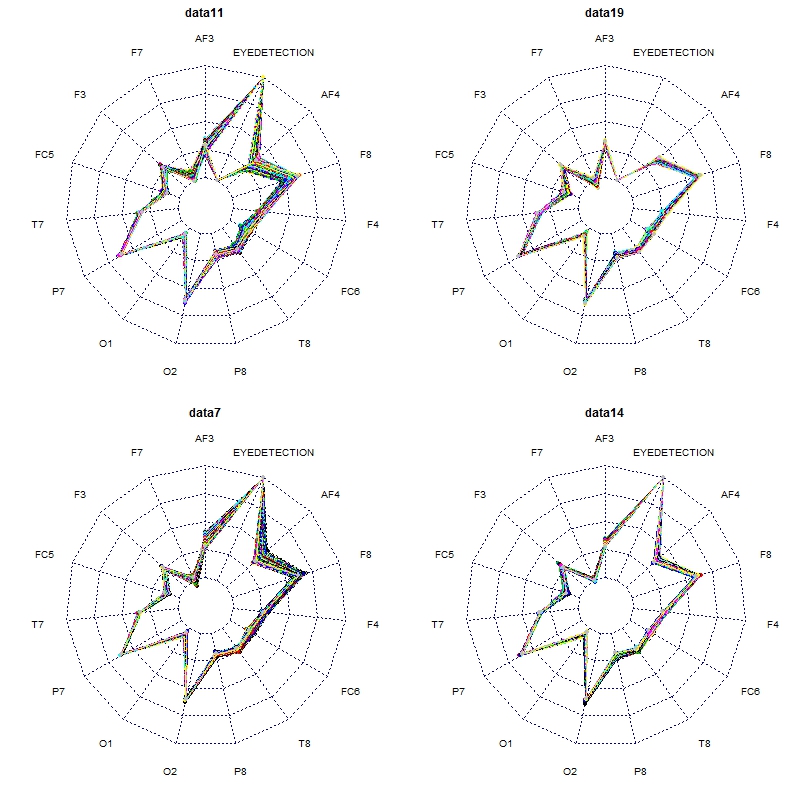 data11
data19
AF3
F7
EYEDETECTION
F3
AF4
FC5
F8
T7
F4
P7
FC6
O1
T8
O2
P8
AF3
F7
EYEDETECTION
F3
AF4
FC5
F8
T7
F4
P7
FC6
O1
T8
O2
P8
data7
data14
AF3
F7
EYEDETECTION
F3
AF4
FC5
F8
T7
F4
P7
FC6
O1
T8
O2
P8
AF3
F7
EYEDETECTION
F3
AF4
FC5
F8
T7
F4
P7
FC6
O1
T8
O2
P8